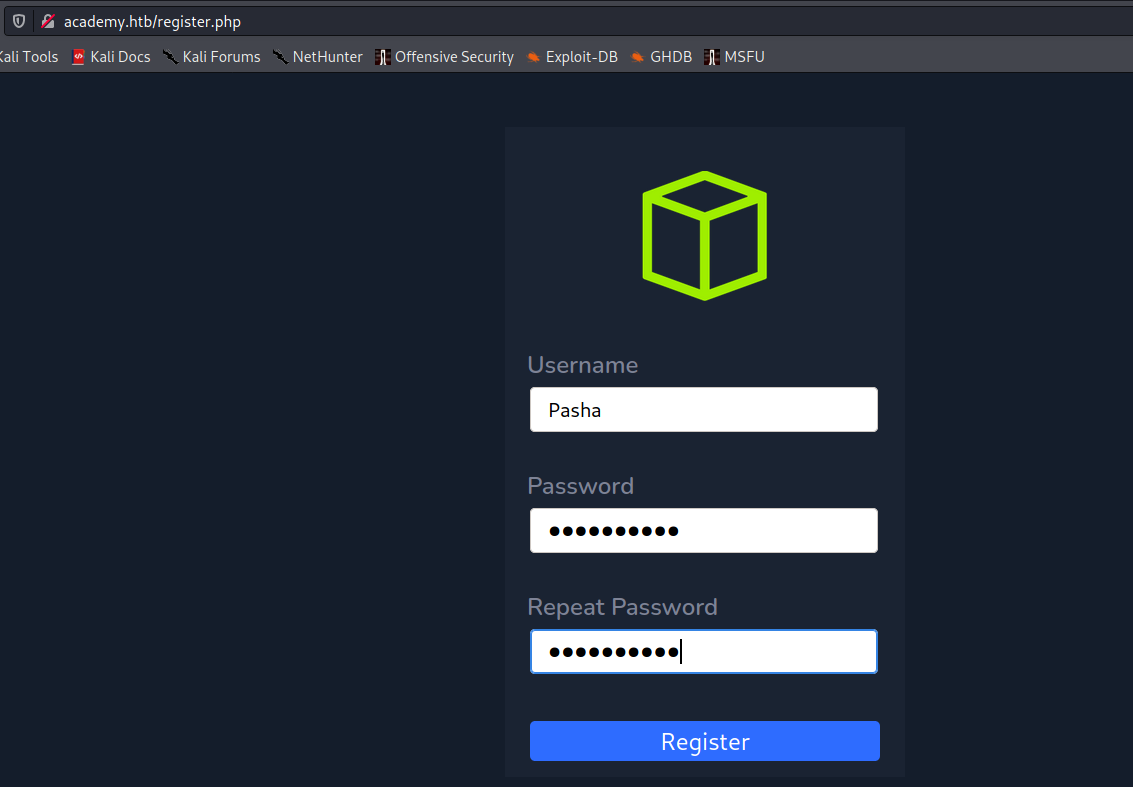 academy.htb/register.php
Kali Tools Kali Docs Kali Forums NetHunter Offensive Security Exploit-DB GHDB MSFU
Username
Pasha
Password
●●●●●●●●●●
Repeat Password
●●●●●●●●●●
Register